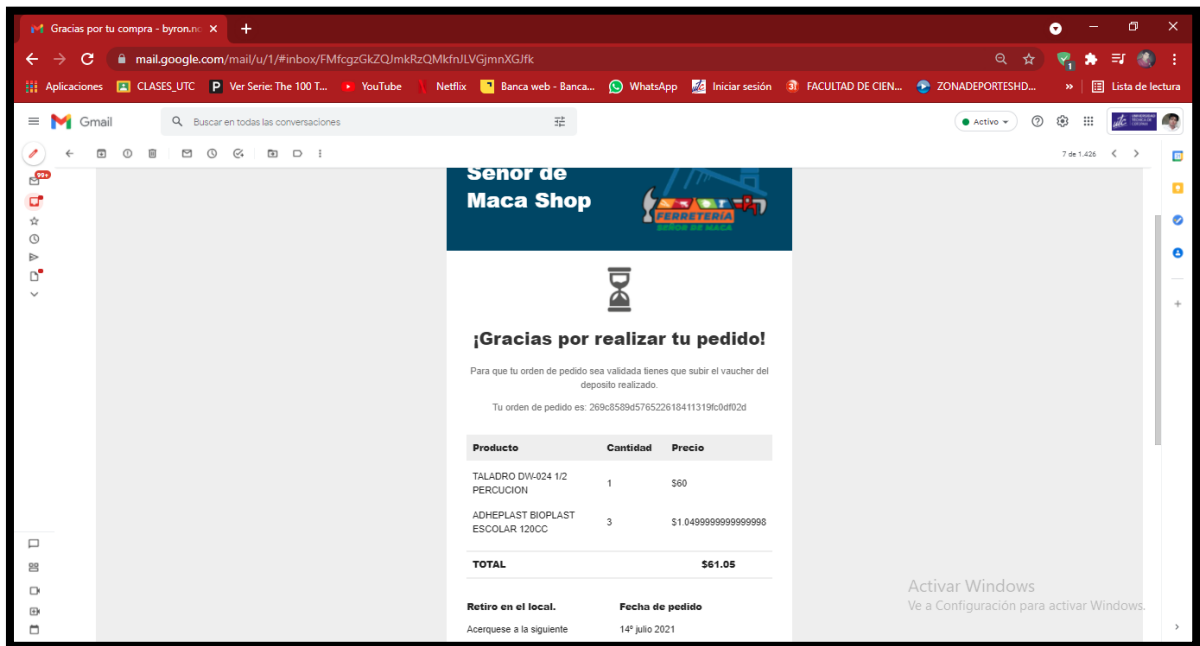 Gracias por tu compra - byron.no
mail.google.com/mail/u/1/#inbox/FMfcgzGkZQJmkRzQMkfnJLVGjmnXGJfk
1
Aplicaciones CLASES_UTC Ver Serie: The 100 T... YouTube Netflix Banca web - Banca... WhatsApp Iniciar sesión FACULTAD DE CIEN... ZONADEPORTESHD... » Lista de lectura
Gmail Buscar en todas las conversaciones Activo
7 de 1.426
99+
Señor de
Maca Shop
FERRETERÍA
SEÑOR DE MACA
¡Gracias por realizar tu pedido!
Para que tu orden de pedido sea validada tienes que subir el vaucher del
deposito realizado.
Tu orden de pedido es: 269c8589d576522618411319fc0df02d
Producto Cantidad Precio
TALADRO DW-024 1/2
PERCUCION 1 $60
ADHEPLAST BIOPLAST
ESCOLAR 120CC 3 $1.0499999999999998
TOTAL $61.05
Retiro en el local. Fecha de pedido
Acerquese a la siguiente 14º julio 2021
Activar Windows
Ve a Configuración para activar Windows.